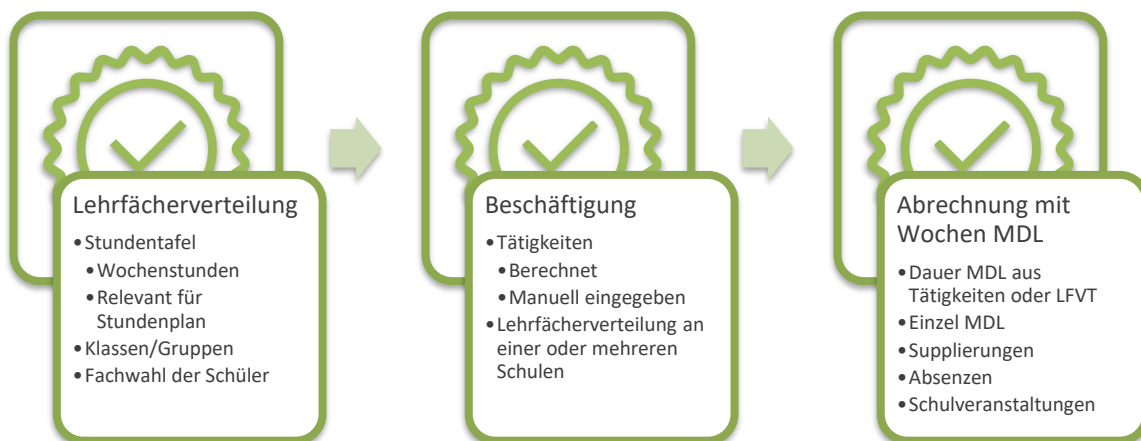 Lehrfächerverteilung
•Stundentafel
•Wochenstunden
•Relevant für
Stundenplan
•Klassen/Gruppen
•Fachwahl der Schüler
Beschäftigung
•Tätigkeiten
•Berechnet
•Manuell eingegeben
•Lehrfächerverteilung an
einer oder mehreren
Schulen
Abrechnung mit
Wochen MDL
•Dauer MDL aus
Tätigkeiten oder LFVT
•Einzel MDL
•Supplierungen
•Absenzen
•Schulveranstaltungen